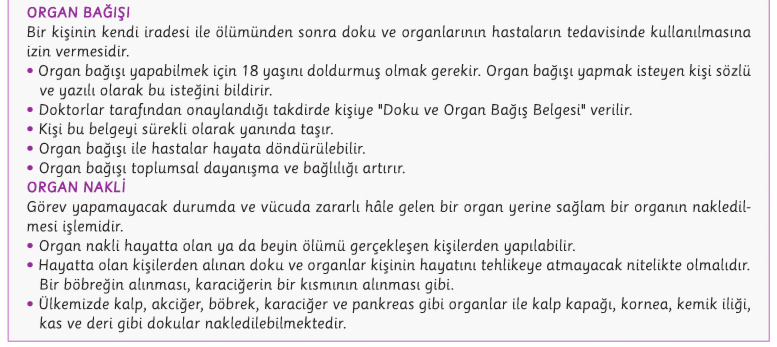 ORGAN BAĞIŞI
Bir kişinin kendi iradesi ile ölümünden sonra doku ve organlarının hastaların tedavisinde kullanılmasına
izin vermesidir.
• Organ bağışı yapabilmek için 18 yaşını doldurmuş olmak gerekir. Organ bağışı yapmak isteyen kişi sözlü
ve yazılı olarak bu isteğini bildirir.
• Doktorlar tarafından onaylandığı takdirde kişiye "Doku ve Organ Bağış Belgesi" verilir.
• Kişi bu belgeyi sürekli olarak yanında taşır.
• Organ bağışı ile hastalar hayata döndürülebilir.
• Organ bağışı toplumsal dayanışma ve bağlılığı artırır.
ORGAN NAKLİ
Görev yapamayacak durumda ve vücuda zararlı hâle gelen bir organ yerine sağlam bir organın nakledil-
mesi işlemidir.
• Organ nakli hayatta olan ya da beyin ölümü gerçekleşen kişilerden yapılabilir.
• Hayatta olan kişilerden alınan doku ve organlar kişinin hayatını tehlikeye atmayacak nitelikte olmalıdır.
Bir böbreğin alınması, karaciğerin bir kısmının alınması gibi.
• Ülkemizde kalp, akciğer, böbrek, karaciğer ve pankreas gibi organlar ile kalp kapağı, kornea, kemik iliği,
kas ve deri gibi dokular nakledilebilmektedir.